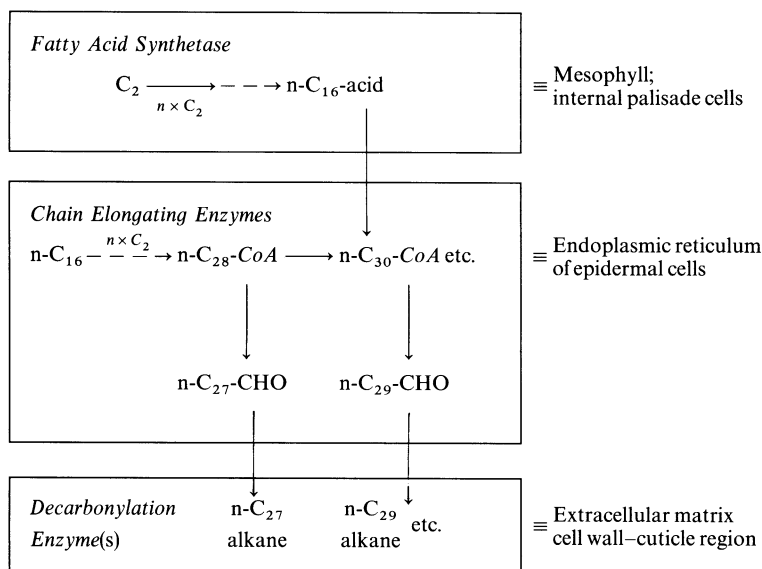 Fatty Acid Synthetase
C₂ n × C₂ n-C₁₆-acid
≡ Mesophyll;
internal palisade cells
Chain Elongating Enzymes
n-C₁₆ n × C₂ n-C₂₈-CoA n-C₃₀-CoA etc.
≡ Endoplasmic reticulum
of epidermal cells
n-C₂₇-CHO n-C₂₉-CHO
Decarbonylation n-C₂₇ n-C₂₉ etc.
Enzyme(s) alkane alkane
≡ Extracellular matrix
cell wall–cuticle region